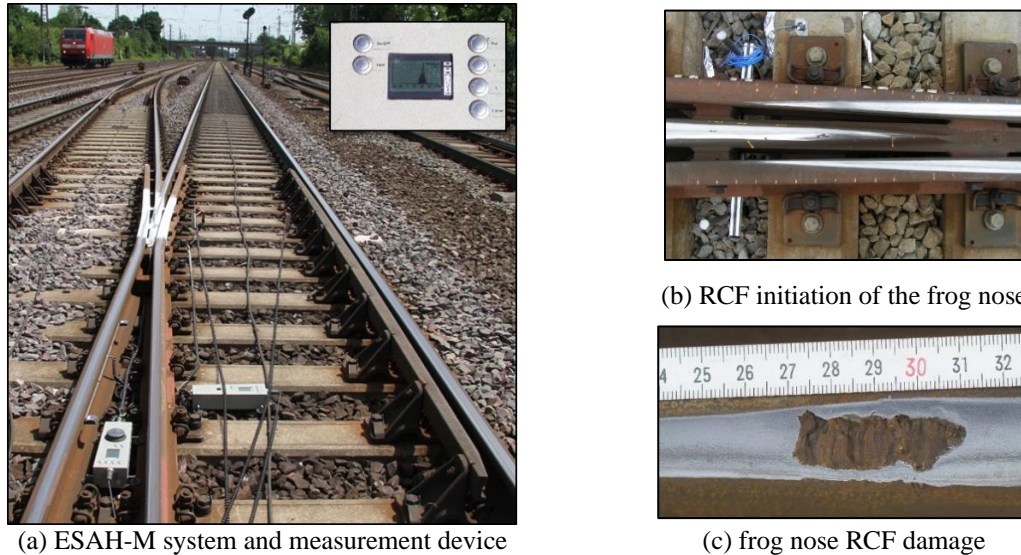 (a) ESAH-M system and measurement device
(b) RCF initiation of the frog nose
4 25 26 27 28 29 30 31 32
(c) frog nose RCF damage